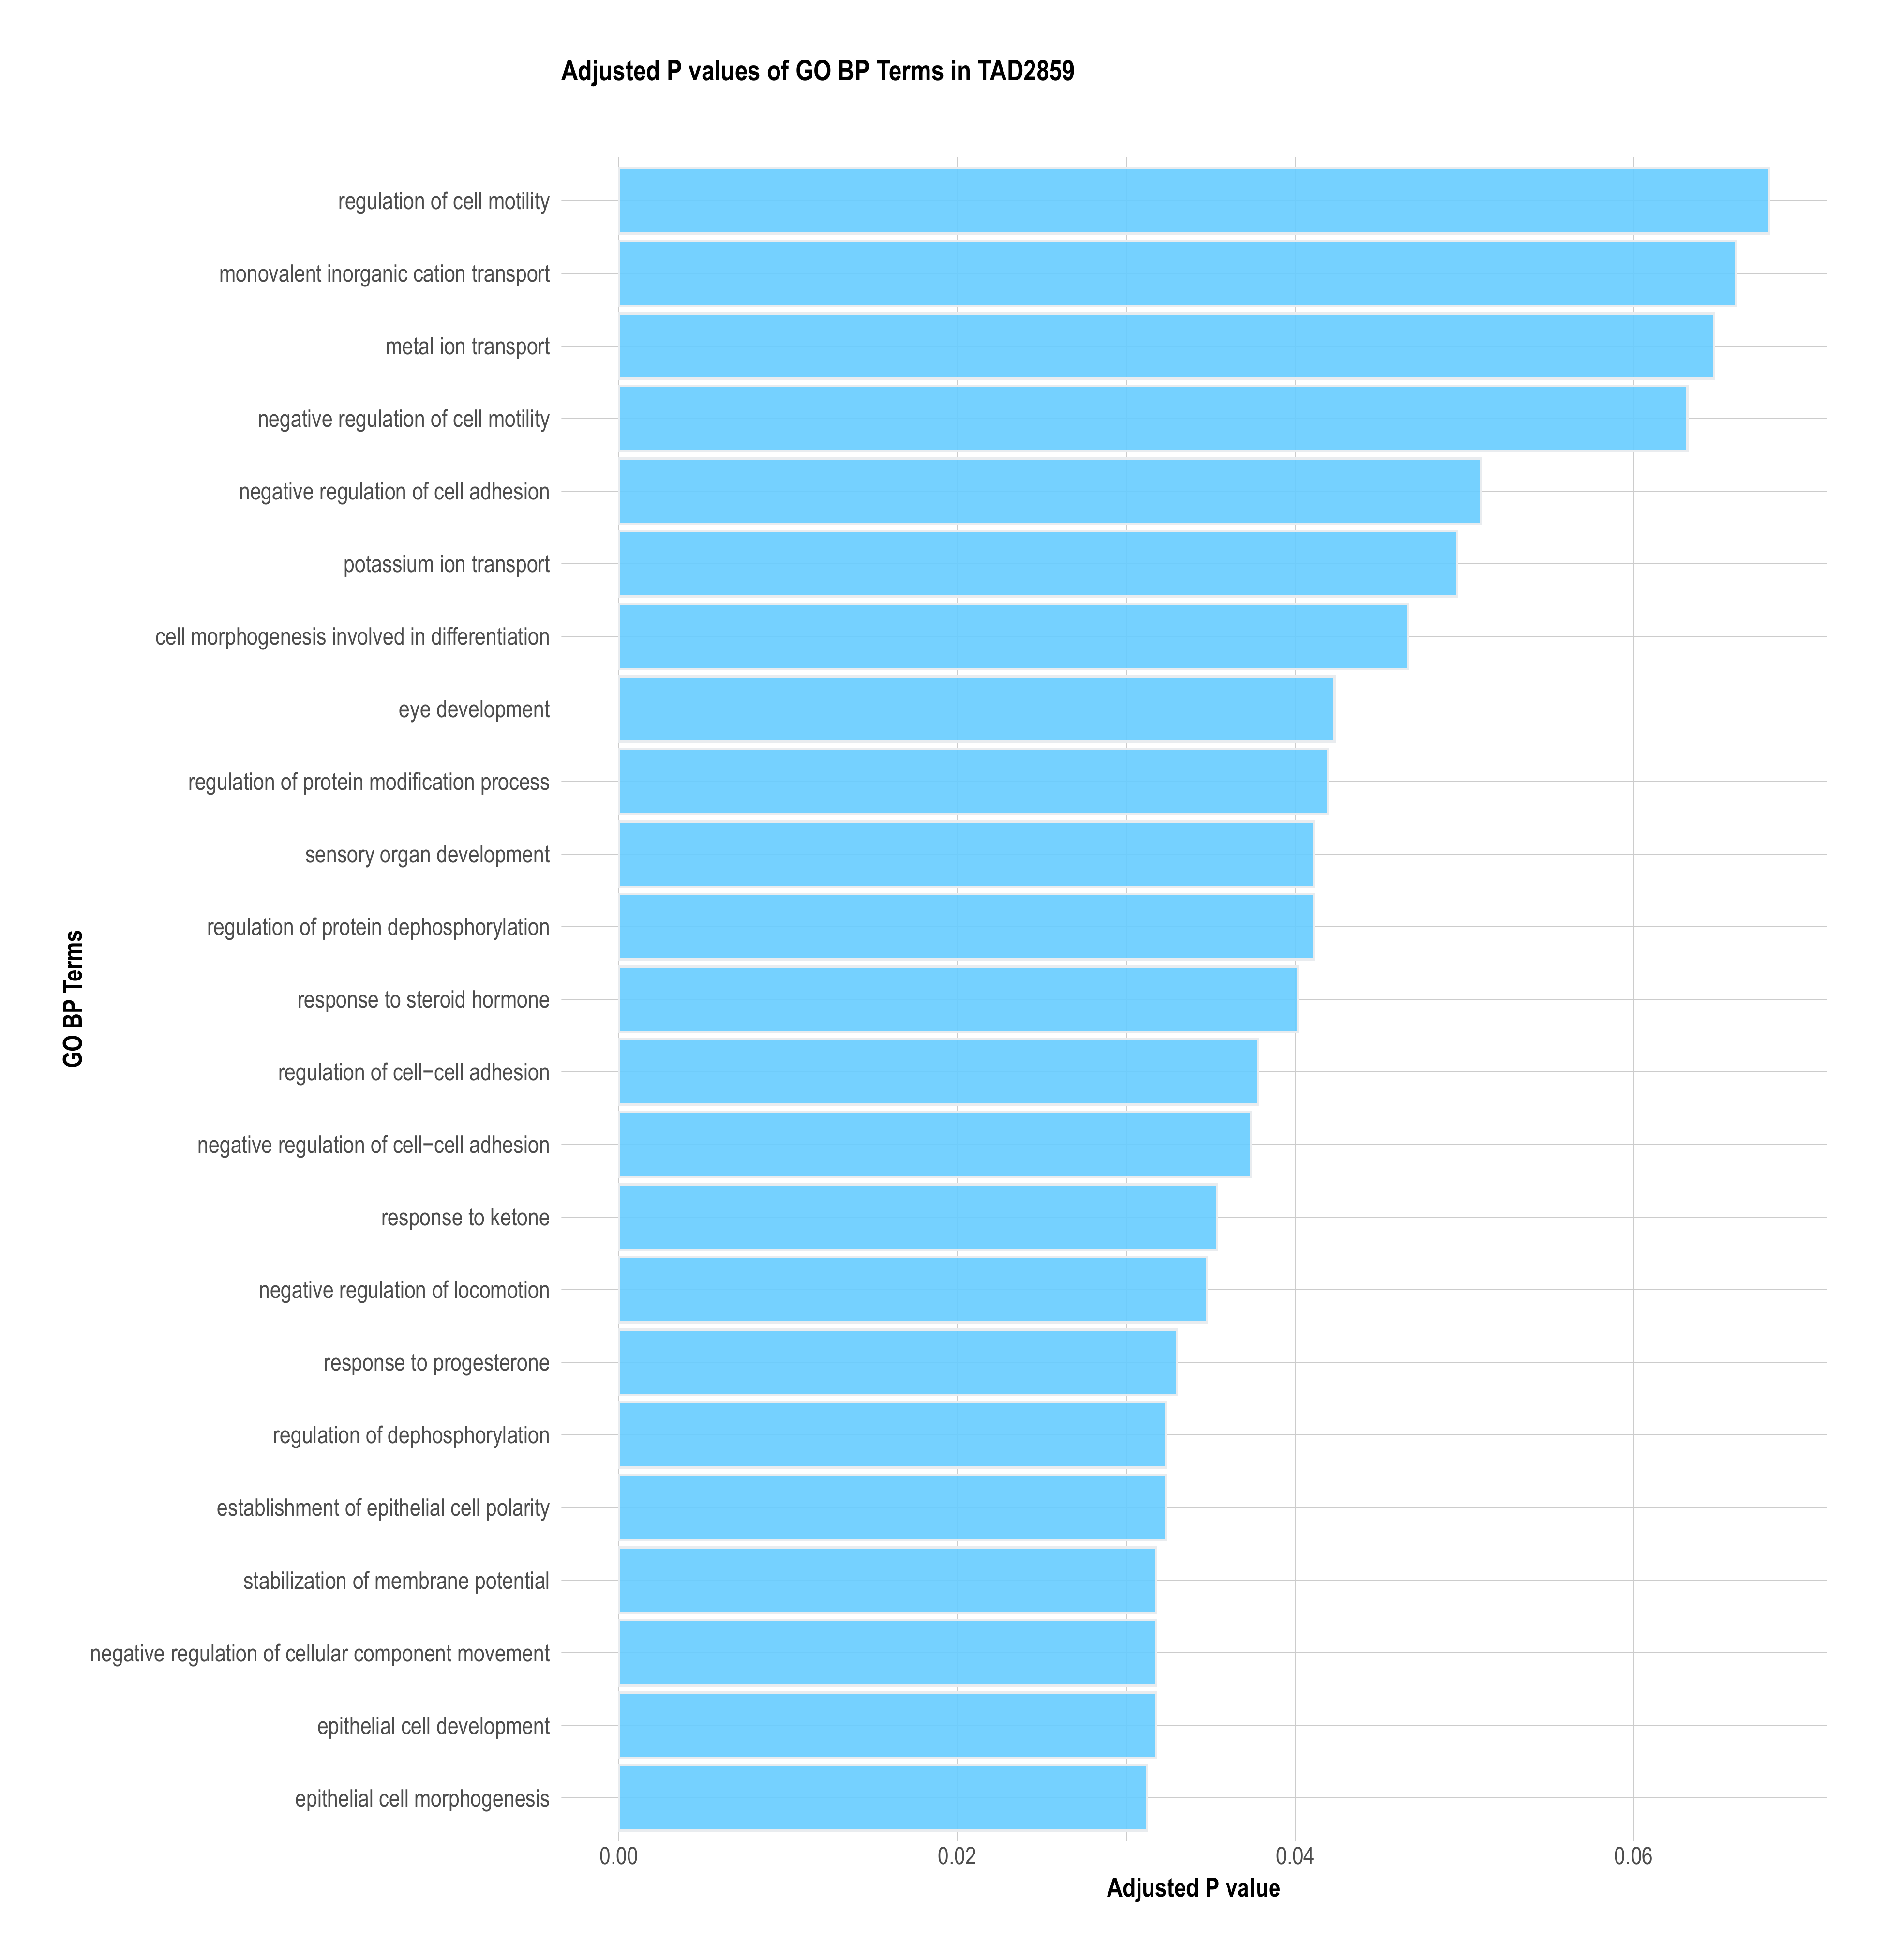 Adjusted P values of GO BP Terms in TAD2859
regulation of cell motility
monovalent inorganic cation transport
metal ion transport
negative regulation of cell motility
negative regulation of cell adhesion
potassium ion transport
cell morphogenesis involved in differentiation
eye development
regulation of protein modification process
sensory organ development
regulation of protein dephosphorylation
response to steroid hormone
regulation of cell−cell adhesion
negative regulation of cell−cell adhesion
response to ketone
negative regulation of locomotion
response to progesterone
regulation of dephosphorylation
establishment of epithelial cell polarity
stabilization of membrane potential
negative regulation of cellular component movement
epithelial cell development
epithelial cell morphogenesis
GO BP Terms
0.00 0.02 0.04 0.06
Adjusted P value